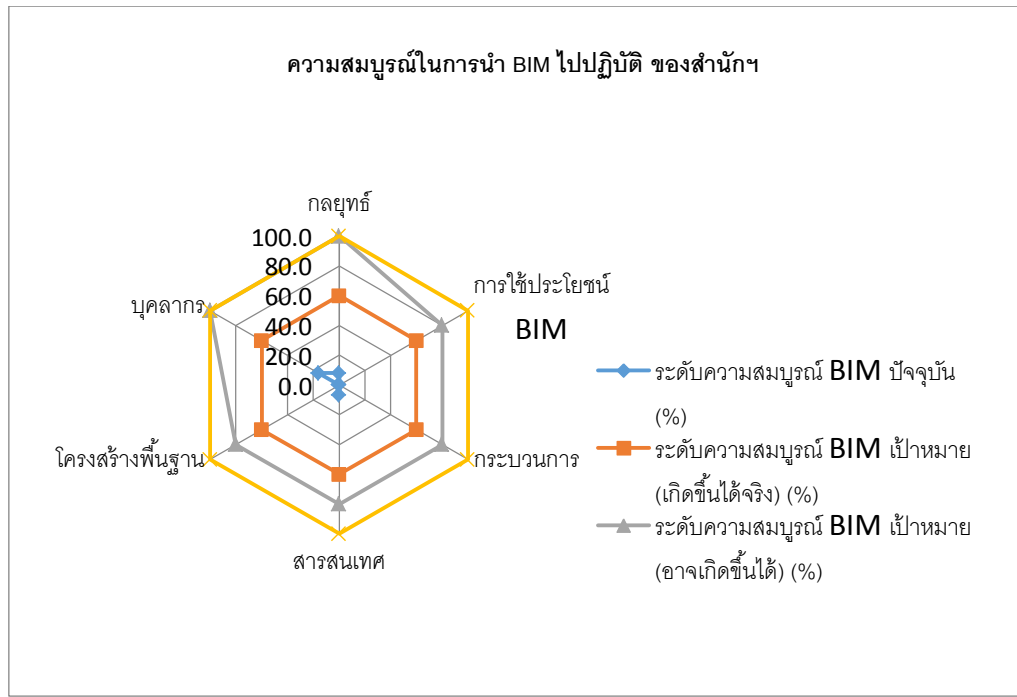 ความสมบูรณ์ในการนำ BIM ไปปฏิบัติ ของสำนักฯ
กลยุทธ์
100.0
80.0
60.0
40.0
20.0
0.0
การใช้ประโยชน์
BIM
กระบวนการ
สารสนเทศ
โครงสร้างพื้นฐาน
บุคลากร
ระดับความสมบูรณ์ BIM ปัจจุบัน
(%)
ระดับความสมบูรณ์ BIM เป้าหมาย
(เกิดขึ้นได้จริง) (%)
ระดับความสมบูรณ์ BIM เป้าหมาย
(อาจเกิดขึ้นได้) (%)